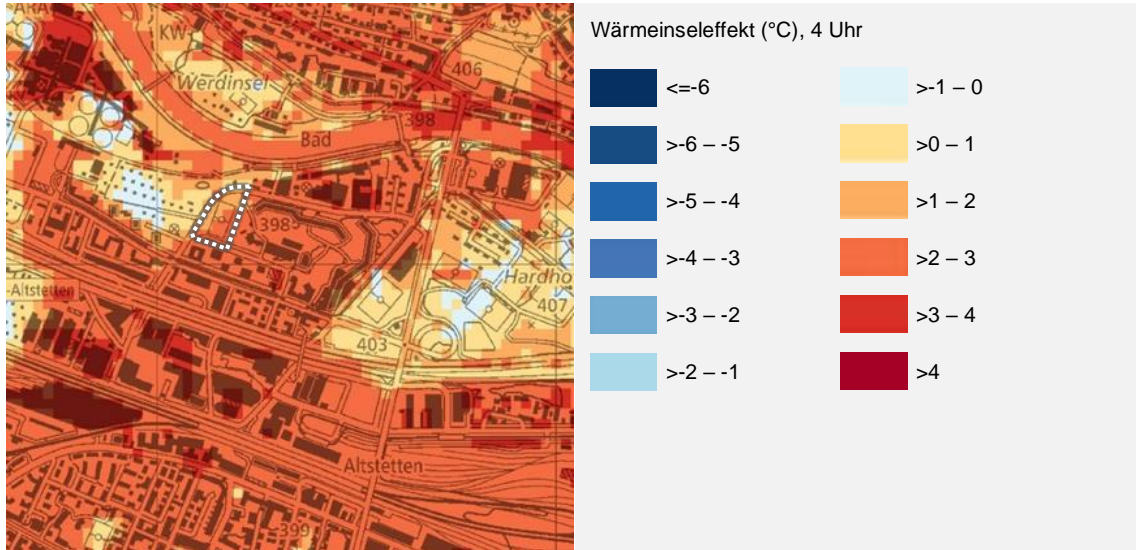 ARA
KW
Werdinsel
406
398
Bad
398
Hardho
407
-Altstetten
403
Altstetten
399
Wärmeinseleffekt (°C), 4 Uhr
<=-6
>-1 – 0
>-6 – -5
>0 – 1
>-5 – -4
>1 – 2
>-4 – -3
>2 – 3
>-3 – -2
>3 – 4
>-2 – -1
>4